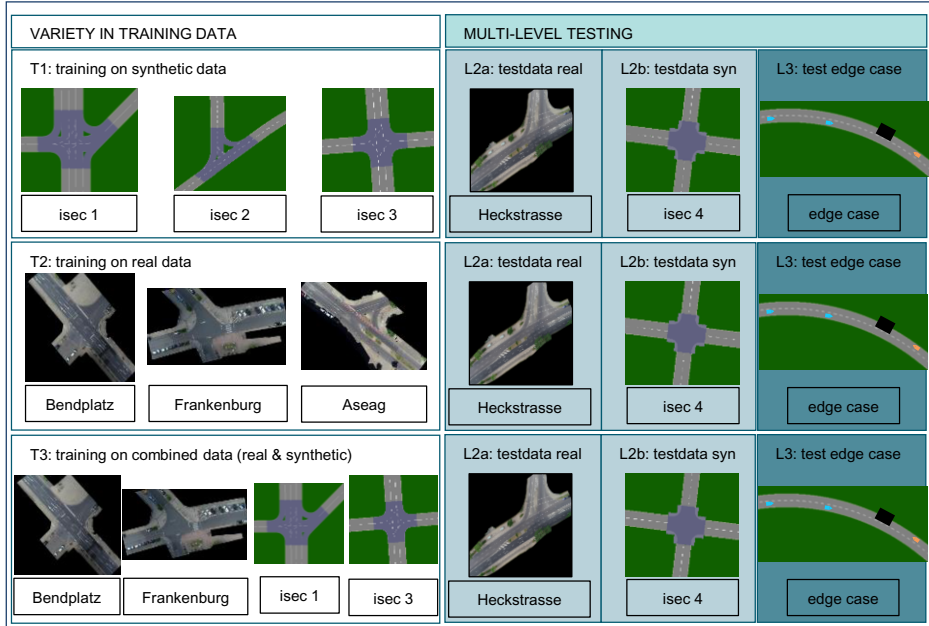 VARIETY IN TRAINING DATA
MULTI-LEVEL TESTING
T1: training on synthetic data
L2a: testdata real
L2b: testdata syn
L3: test edge case
isec 1
isec 2
isec 3
Heckstrasse
isec 4
edge case
T2: training on real data
L2a: testdata real
L2b: testdata syn
L3: test edge case
Bendplatz
Frankenburg
Aseag
Heckstrasse
isec 4
edge case
T3: training on combined data (real & synthetic)
L2a: testdata real
L2b: testdata syn
L3: test edge case
Bendplatz
Frankenburg
isec 1
isec 3
Heckstrasse
isec 4
edge case